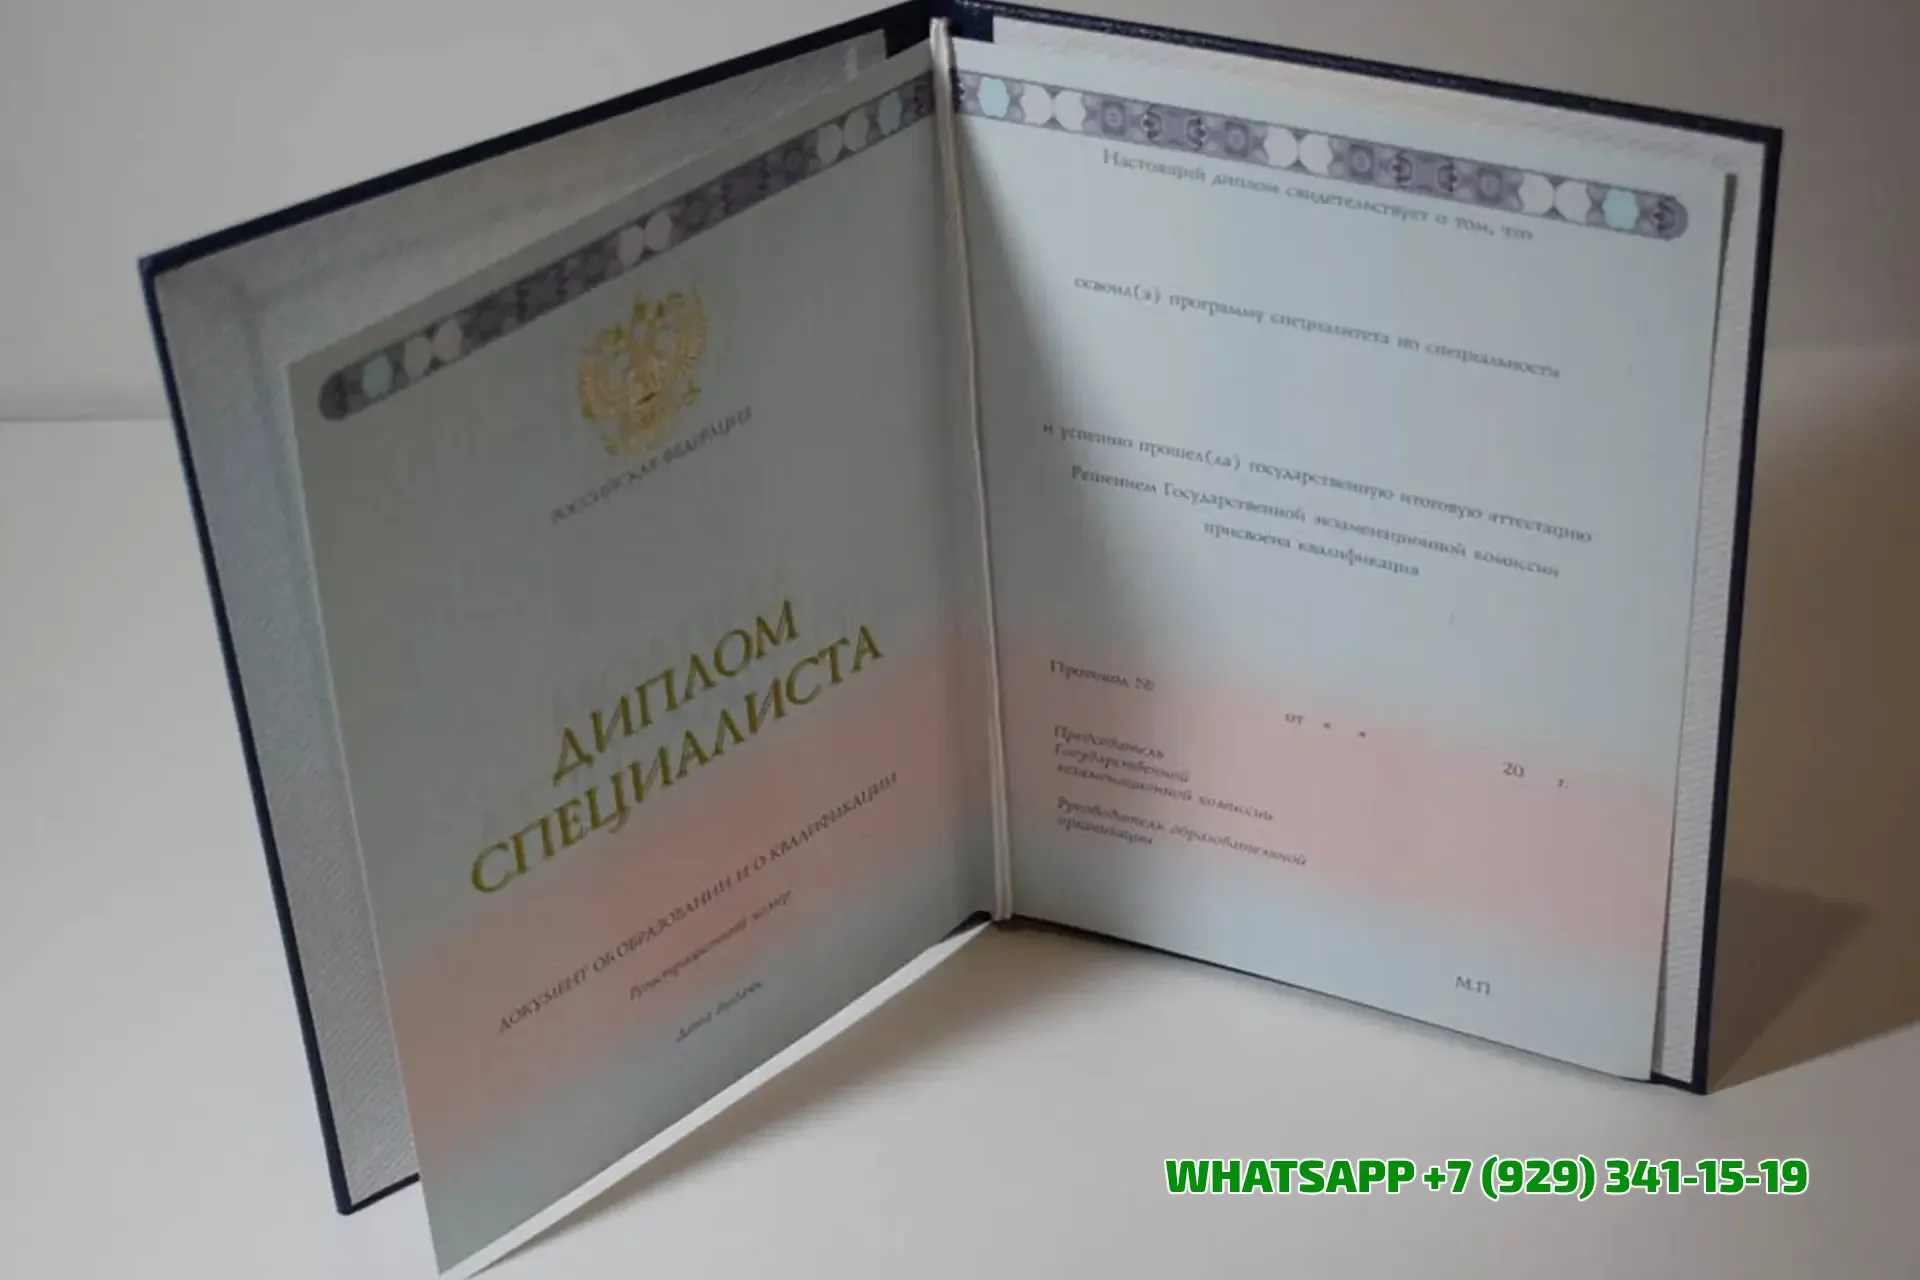 РОССИЙСКАЯ ФЕДЕРАЦИЯ
ДИПЛОМ
СПЕЦИАЛИСТА
ДОКУМЕНТ ОБ ОБРАЗОВАНИИ И О КВАЛИФИКАЦИИ
Регистрационный номер
Дата выдачи
Настоящий диплом свидетельствует о том, что
освоил(а) программу специалитета по специальности
и успешно прошел(ла) государственную итоговую аттестацию
Решением Государственной экзаменационной комиссии
присвоена квалификация
Протокол №
от « »
20 г.
Председатель
Государственной
экзаменационной комиссии
Руководитель образовательной
организации
М.П.
WHATSAPP +7 (929) 341-15-19